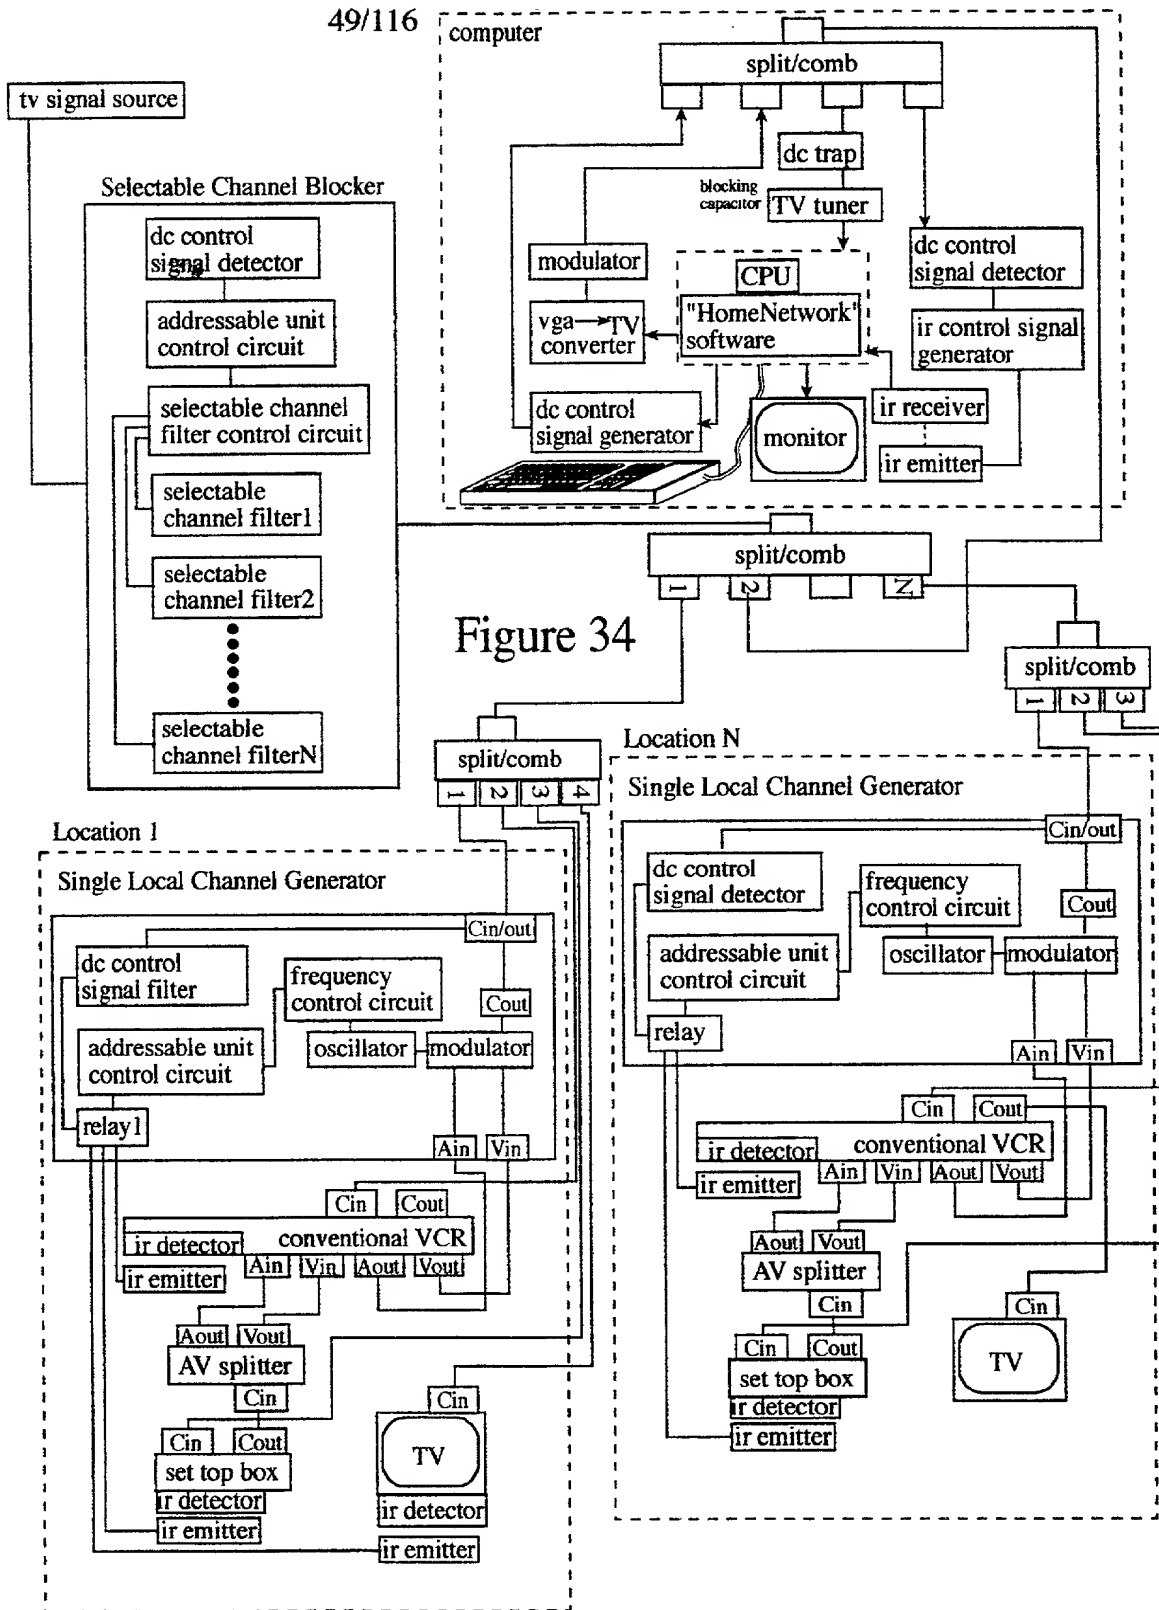 49/116
computer
split/comb
tv signal source
dc trap
blocking
capacitor
TV tuner
Selectable Channel Blocker
dc control
signal detector
addressable unit
control circuit
selectable channel
filter control circuit
selectable
channel filter1
selectable
channel filter2
selectable
channel filterN
modulator
vga→TV
converter
CPU
"HomeNetwork"
software
dc control
signal detector
ir control signal
generator
dc control
signal generator
monitor
ir receiver
ir emitter
split/comb
1
2
N
Figure 34
split/comb
1
2
3
split/comb
1
2
3
4
Location 1
Single Local Channel Generator
Cin/out
dc control
signal filter
frequency
control circuit
Cout
addressable unit
control circuit
oscillator
modulator
relay1
Ain
Vin
Cin
Cout
conventional VCR
ir detector
Ain
Vin
Aout
Vout
ir emitter
Aout
Vout
AV splitter
Cin
Cin
Cout
set top box
ir detector
ir emitter
Cin
TV
ir detector
ir emitter
Location N
Single Local Channel Generator
Cin/out
dc control
signal detector
frequency
control circuit
Cout
addressable unit
control circuit
oscillator
modulator
relay
Ain
Vin
Cin
Cout
conventional VCR
ir detector
Ain
Vin
Aout
Vout
ir emitter
Aout
Vout
AV splitter
Cin
Cin
Cout
set top box
ir detector
ir emitter
Cin
TV